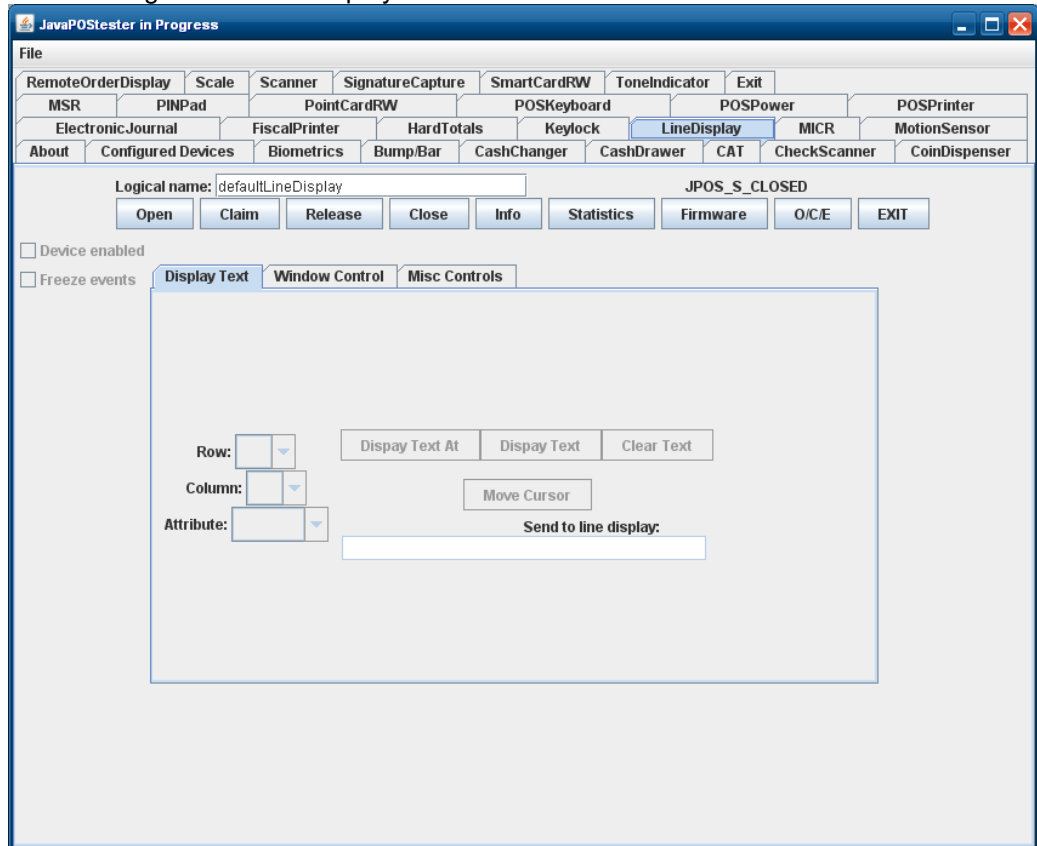 JavaPOStester in Progress
File
RemoteOrderDisplay Scale Scanner SignatureCapture SmartCardRW ToneIndicator Exit
MSR PINPad PointCardRW POSKeyboard POSPower POSPrinter
ElectronicJournal FiscalPrinter HardTotals Keylock LineDisplay MICR MotionSensor
About Configured Devices Biometrics Bump/Bar CashChanger CashDrawer CAT CheckScanner CoinDispenser
Logical name: defaultLineDisplay JPOS_S_CLOSED
Open Claim Release Close Info Statistics Firmware O/C/E EXIT
Device enabled
Freeze events Display Text Window Control Misc Controls
Row: Dispay Text At Dispay Text Clear Text
Column: Move Cursor
Attribute: Send to line display: